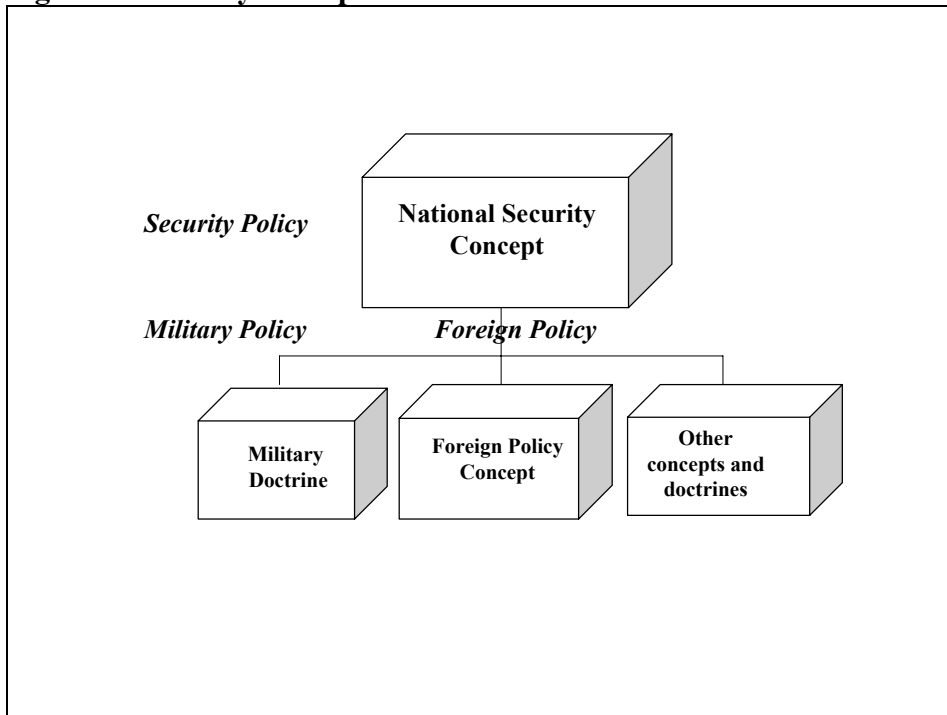 Security Policy
National Security
Concept
Military Policy
Foreign Policy
Military
Doctrine
Foreign Policy
Concept
Other
concepts and
doctrines